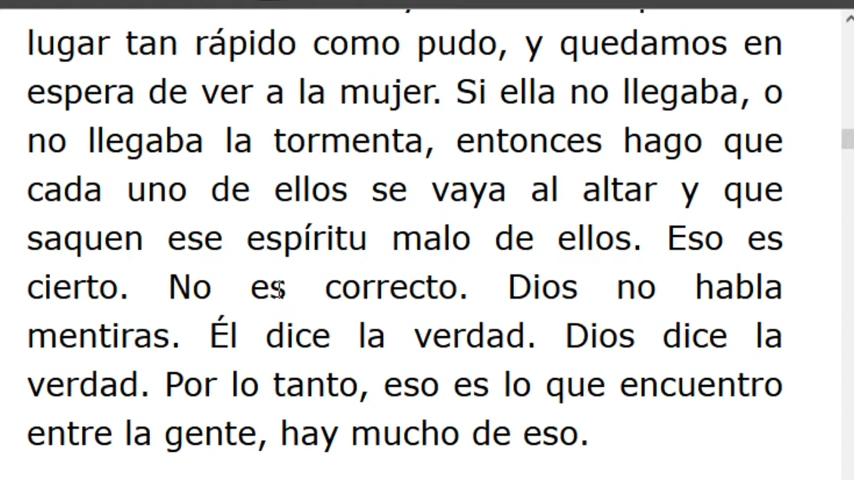 lugar tan rápido como pudo, y quedamos en
espera de ver a la mujer. Si ella no llegaba, o
no llegaba la tormenta, entonces hago que
cada uno de ellos se vaya al altar y que
saquen ese espíritu malo de ellos. Eso es
cierto. No es correcto. Dios no habla
mentiras. Él dice la verdad. Dios dice la
verdad. Por lo tanto, eso es lo que encuentro
entre la gente, hay mucho de eso.